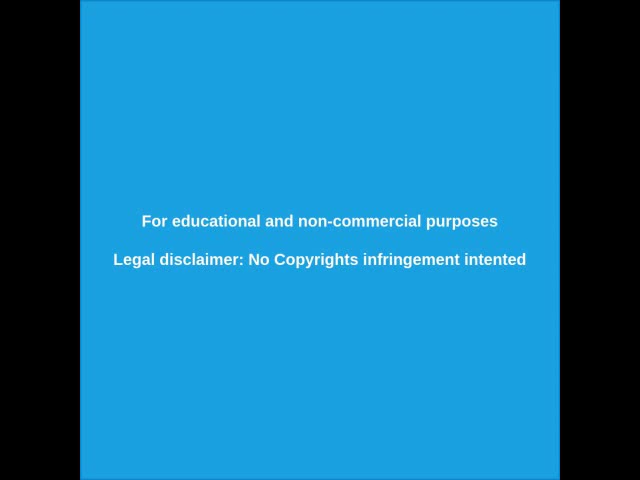 For educational and non-commercial purposes
Legal disclaimer: No Copyrights infringement intented